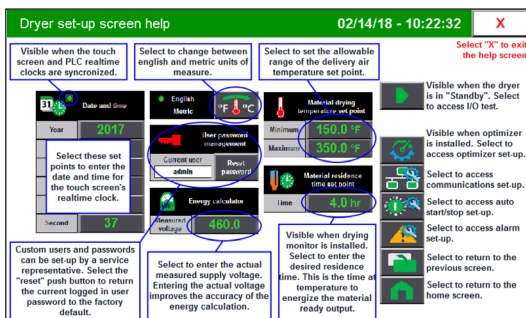 Dryer set-up screen help
02/14/18 - 10:22:32
X
Select "X" to exit
the help screen
Visible when the touch
screen and PLC realtime
clocks are syncronized.
Select to change between
english and metric units of
measure.
Select to set the allowable
range of the delivery air
temperature set point.
31
Date and time
Year
2017
Select these set
points to enter the
date and time for
the touch screen's
realtime clock.
Second
37
English
Metric
°F
°C
User password
management
Current user
admin
Reset
password
Energy calculator
Measured
voltage
460.0
Material drying
temperature set point
Minimum
150.0 °F
Maximum
350.0 °F
Material residence
time set point
Time
4.0 hr
Custom users and passwords
can be set-up by a service
representative. Select the
"reset" push button to return
the current logged in user
password to the factory
default.
Select to enter the actual
measured supply voltage.
Entering the actual voltage
improves the accuracy of the
energy calculation.
Visible when drying
monitor is installed.
Select to enter the
desired residence
time. This is the time at
temperature to
energize the material
ready output.
Visible when the dryer
is in "Standby". Select
to access I/O test.
Visible when optimizer
is installed. Select to
access optimizer set-up.
Select to access
communications set-up.
Select to access auto
start/stop set-up.
Select to access alarm
set-up.
Select to return to the
previous screen.
Select to return to the
home screen.